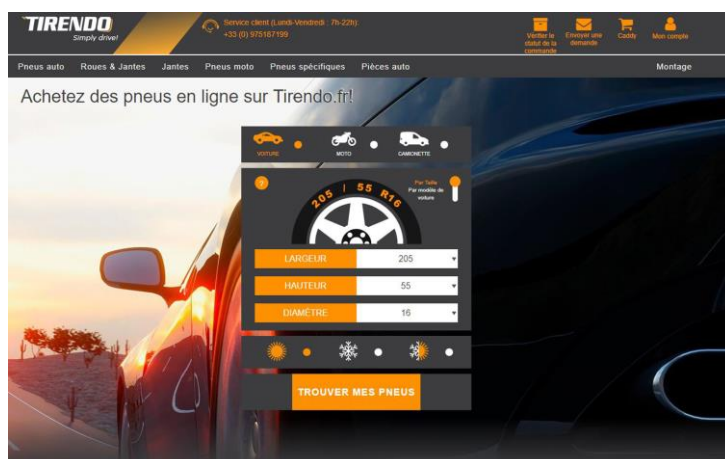 TIRENDO
Simply drive!
Service client (Lundi-Vendredi : 7h-22h):
+33 (0) 975187199
Vérifier le
statut de la
commande
Envoyer une
demande
Caddy
Mon compte
Pneus auto Roues & Jantes Jantes Pneus moto Pneus spécifiques Pièces auto Montage
Achetez des pneus en ligne sur Tirendo.fr!
VOITURE MOTO CAMIONETTE
?
205 / 55 R16
Par Taille
Par modèle de
voiture
LARGEUR 205
HAUTEUR 55
DIAMÈTRE 16
TROUVER MES PNEUS